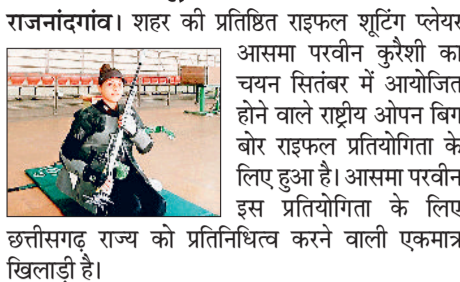 राजनांदगांव। शहर की प्रतिष्ठित राइफल शूटिंग प्लेयर
आसमा परवीन कुरैशी का
चयन सितंबर में आयोजित
होने वाले राष्ट्रीय ओपन बिग
बोर राइफल प्रतियोगिता के
लिए हुआ है। आसमा परवीन
इस प्रतियोगिता के लिए
छत्तीसगढ़ राज्य को प्रतिनिधित्व करने वाली एकमात्र
खिलाड़ी है।